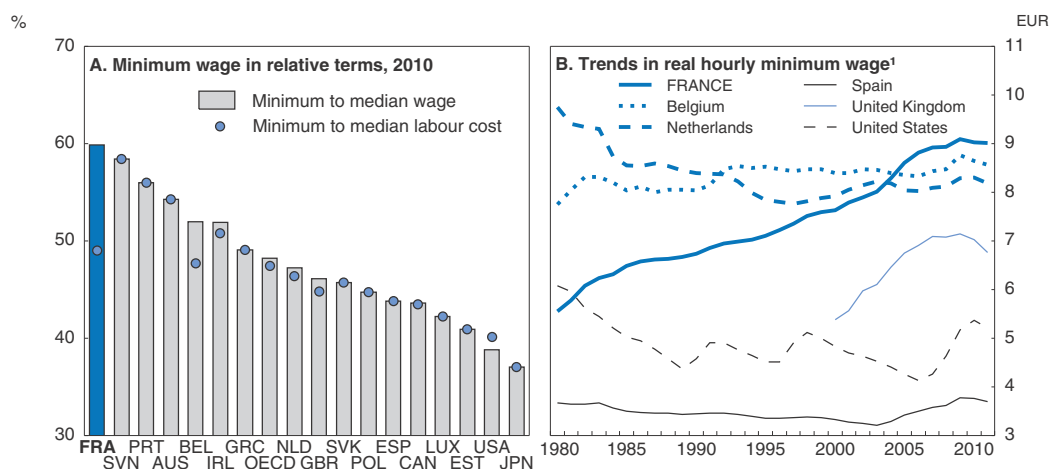 %
EUR
A. Minimum wage in relative terms, 2010
Minimum to median wage
Minimum to median labour cost
70
60
50
40
30
FRA PRT BEL GRC NLD SVK ESP LUX USA
SVN AUS IRL OECD GBR POL CAN EST JPN
B. Trends in real hourly minimum wage¹
FRANCE
Belgium
Netherlands
Spain
United Kingdom
United States
11
10
9
8
7
6
5
4
3
1980 1985 1990 1995 2000 2005 2010